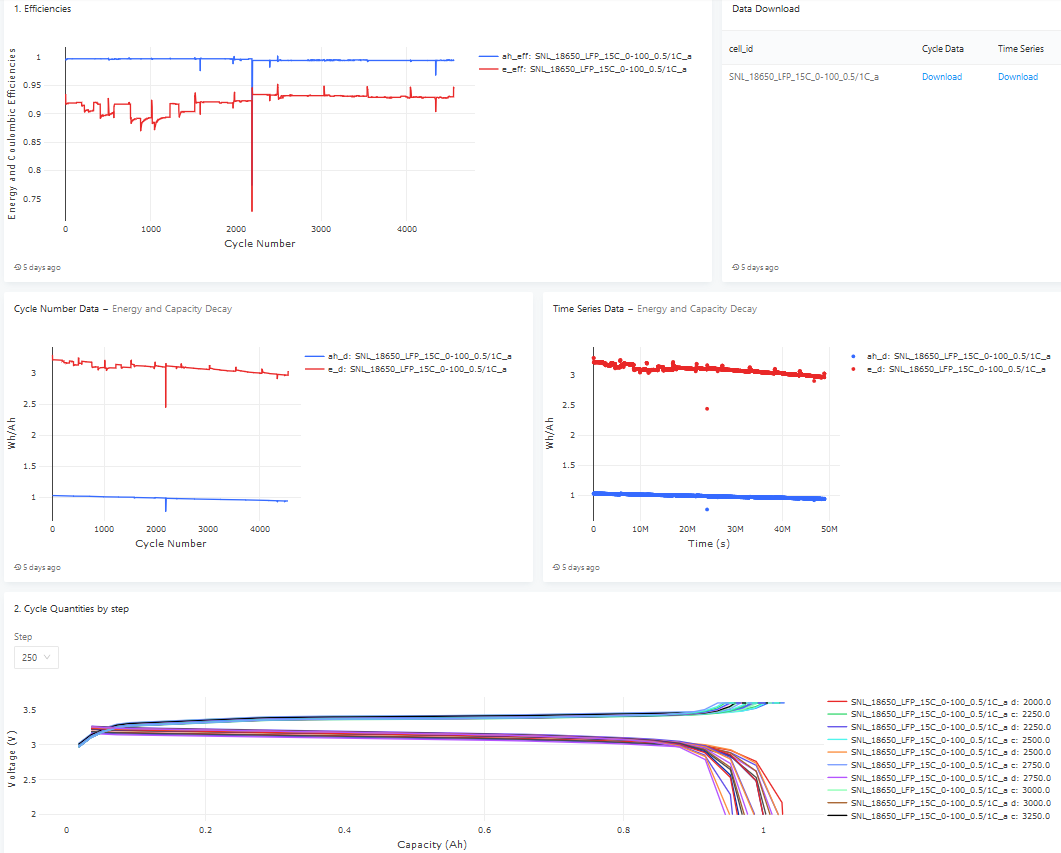 1. Efficiencies
Energy and Coulombic Efficiencies
1
0.95
0.9
0.85
0.8
0.75
0
1000
2000
3000
4000
Cycle Number
ah_eff: SNL_18650_LFP_15C_0-100_0.5/1C_a
e_eff: SNL_18650_LFP_15C_0-100_0.5/1C_a
5 days ago
Data Download
cell_id Cycle Data Time Series
SNL_18650_LFP_15C_0-100_0.5/1C_a Download Download
5 days ago
Cycle Number Data – Energy and Capacity Decay
Wh/Ah
3
2.5
2
1.5
1
0
1000
2000
3000
4000
Cycle Number
ah_d: SNL_18650_LFP_15C_0-100_0.5/1C_a
e_d: SNL_18650_LFP_15C_0-100_0.5/1C_a
5 days ago
Time Series Data – Energy and Capacity Decay
Wh/Ah
3
2.5
2
1.5
1
0
10M
20M
30M
40M
50M
Time (s)
ah_d: SNL_18650_LFP_15C_0-100_0.5/1C_a
e_d: SNL_18650_LFP_15C_0-100_0.5/1C_a
5 days ago
2. Cycle Quantities by step
Step
250
Voltage (V)
3.5
3
2.5
2
0
0.2
0.4
0.6
0.8
1
Capacity (Ah)
SNL_18650_LFP_15C_0-100_0.5/1C_a d: 2000.0
SNL_18650_LFP_15C_0-100_0.5/1C_a c: 2250.0
SNL_18650_LFP_15C_0-100_0.5/1C_a d: 2250.0
SNL_18650_LFP_15C_0-100_0.5/1C_a c: 2500.0
SNL_18650_LFP_15C_0-100_0.5/1C_a d: 2500.0
SNL_18650_LFP_15C_0-100_0.5/1C_a c: 2750.0
SNL_18650_LFP_15C_0-100_0.5/1C_a d: 2750.0
SNL_18650_LFP_15C_0-100_0.5/1C_a c: 3000.0
SNL_18650_LFP_15C_0-100_0.5/1C_a d: 3000.0
SNL_18650_LFP_15C_0-100_0.5/1C_a c: 3250.0